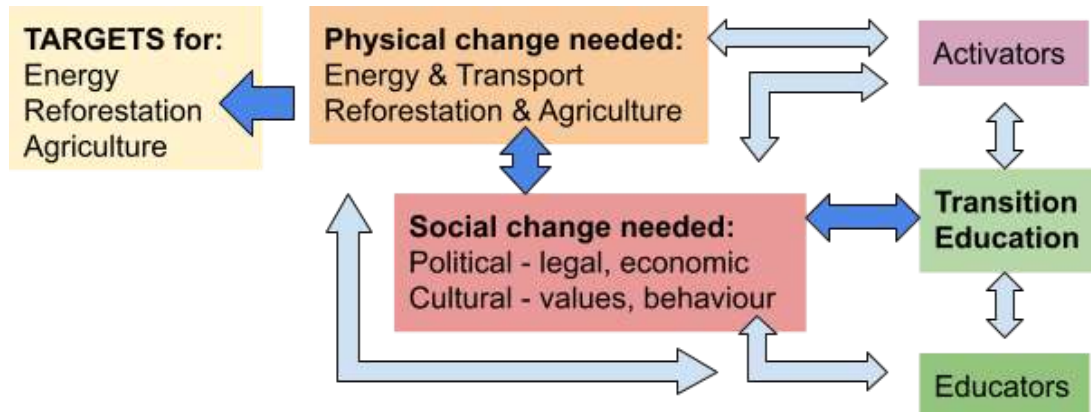 TARGETS for:
Energy
Reforestation
Agriculture
Physical change needed:
Energy & Transport
Reforestation & Agriculture
Activators
Social change needed:
Political - legal, economic
Cultural - values, behaviour
Transition
Education
Educators